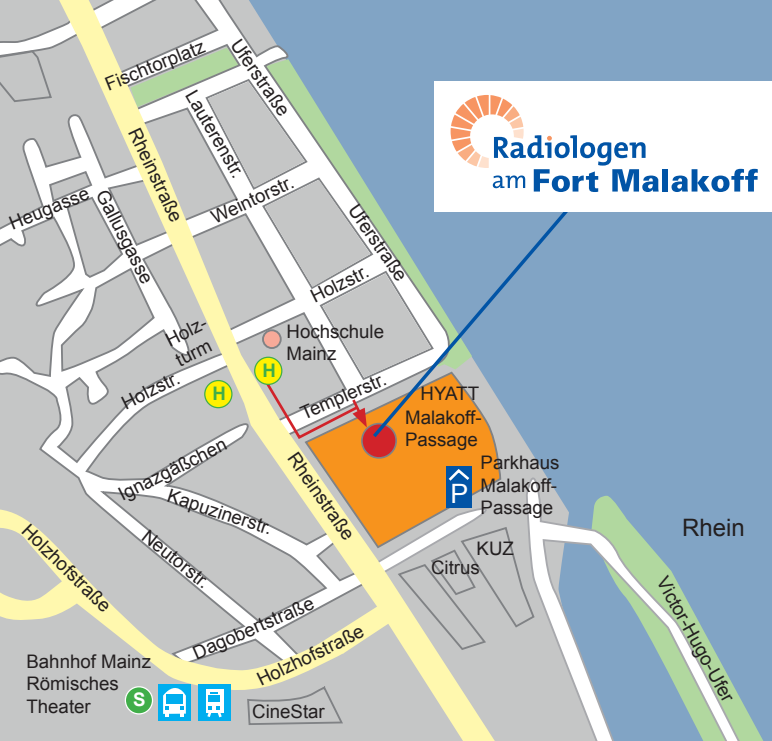 Fischtorplatz
Uferstraße
Rheinstraße
Lauterenstr.
Radiologen
am Fort Malakoff
Heugasse
Gallusgasse
Weintorstr.
Uferstraße
Holzstr.
Holz-
turm
Hochschule
Mainz
H
H
Holzstr.
Templerstr.
HYATT
Malakoff-
Passage
Ignazgäßchen
Rheinstraße
Parkhaus
Malakoff-
Passage
P
Kapuzinerstr.
Neutorstr.
Holzhofstraße
KUZ
Citrus
Rhein
Victor-Hugo-Ufer
Dagobertstraße
Holzhofstraße
Bahnhof Mainz
Römisches
Theater
S
CineStar